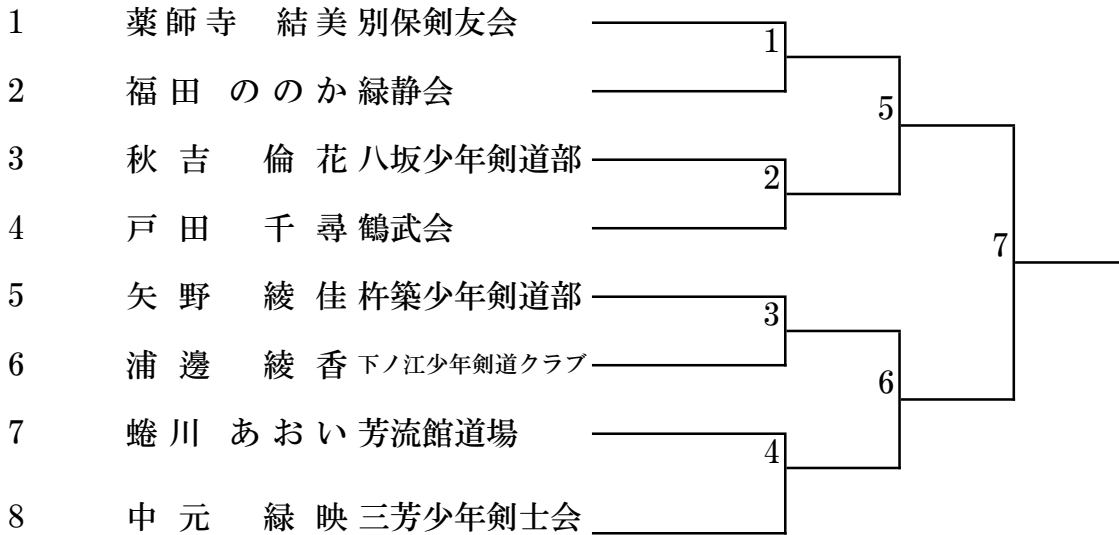 1 薬師寺 結美 別保剣友会
1
2 福田 ののか 緑静会
5
3 秋吉 倫花 八坂少年剣道部
2
4 戸田 千尋 鶴武会
7
5 矢野 綾佳 杵築少年剣道部
3
6 浦邊 綾香 下ノ江少年剣道クラブ
6
7 蜷川 あおい 芳流館道場
4
8 中元 緑映 三芳少年剣士会